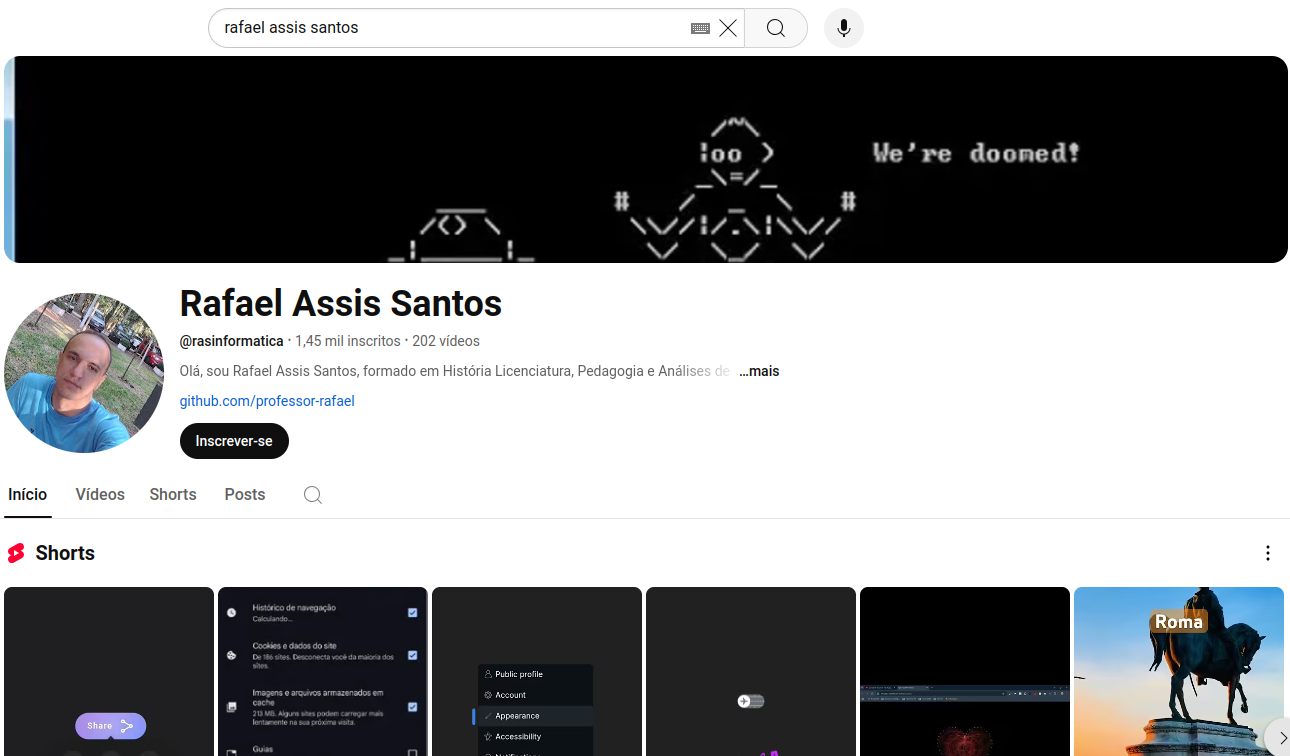 rafael assis santos
We're doomed!
Rafael Assis Santos
@rasinformatica • 1,45 mil inscritos • 202 vídeos
Olá, sou Rafael Assis Santos, formado em História Licenciatura, Pedagogia e Análises de ...mais
github.com/professor-rafael
Inscrever-se
Início Vídeos Shorts Posts
Shorts
Share
Histórico de navegação
Calculando...
Cookies e dados do site
De 186 sites. Desconecta você da maioria dos
sites.
Imagens e arquivos armazenados em
cache
213 MB. Alguns sites podem carregar mais
lentamente na sua próxima visita.
Guias
Public profile
Account
Appearance
Accessibility
Notifications
Roma